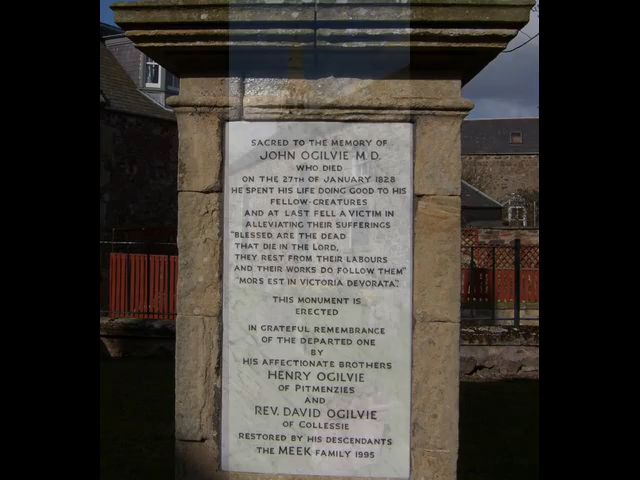 SACRED TO THE MEMORY OF
JOHN OGILVIE M.D.
WHO DIED
ON THE 27TH OF JANUARY 1828
HE SPENT HIS LIFE DOING GOOD TO HIS
FELLOW-CREATURES
AND AT LAST FELL A VICTIM IN
ALLEVIATING THEIR SUFFERINGS
"BLESSED ARE THE DEAD
THAT DIE IN THE LORD,
THEY REST FROM THEIR LABOURS
AND THEIR WORKS DO FOLLOW THEM"
"MORS EST IN VICTORIA DEVORATA".
THIS MONUMENT IS
ERECTED
IN GRATEFUL REMEMBRANCE
OF THE DEPARTED ONE
BY
HIS AFFECTIONATE BROTHERS
HENRY OGILVIE
OF PITMENZIES
AND
REV. DAVID OGILVIE
OF COLLESSIE
RESTORED BY HIS DESCENDANTS
THE MEEK FAMILY 1995